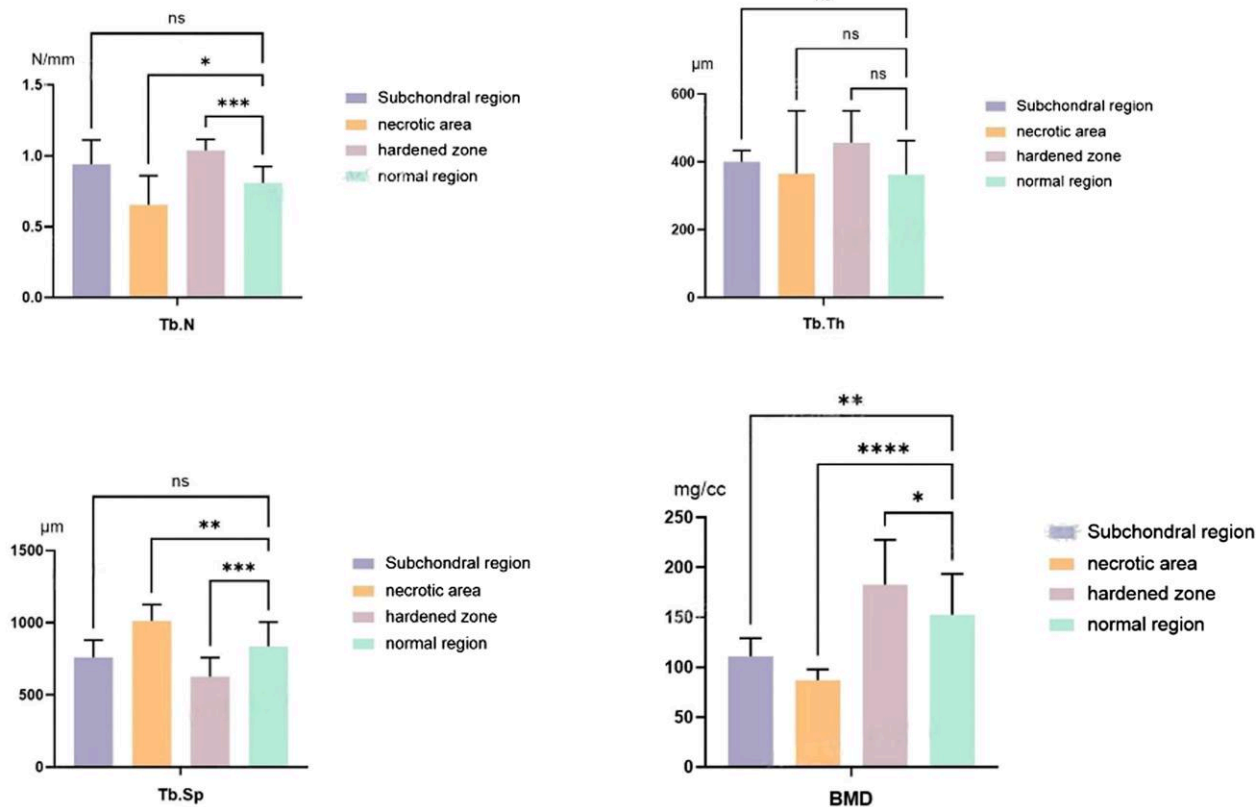 ns
N/mm
*
1.5
***
1.0
0.5
0.0
Tb.N
Subchondral region
necrotic area
hardened zone
normal region
ns
µm
ns
600
400
200
0
Tb.Th
Subchondral region
necrotic area
hardened zone
normal region
ns
µm
**
1500
***
1000
500
0
Tb.Sp
Subchondral region
necrotic area
hardened zone
normal region
**
****
mg/cc
*
250
200
150
100
50
0
BMD
Subchondral region
necrotic area
hardened zone
normal region